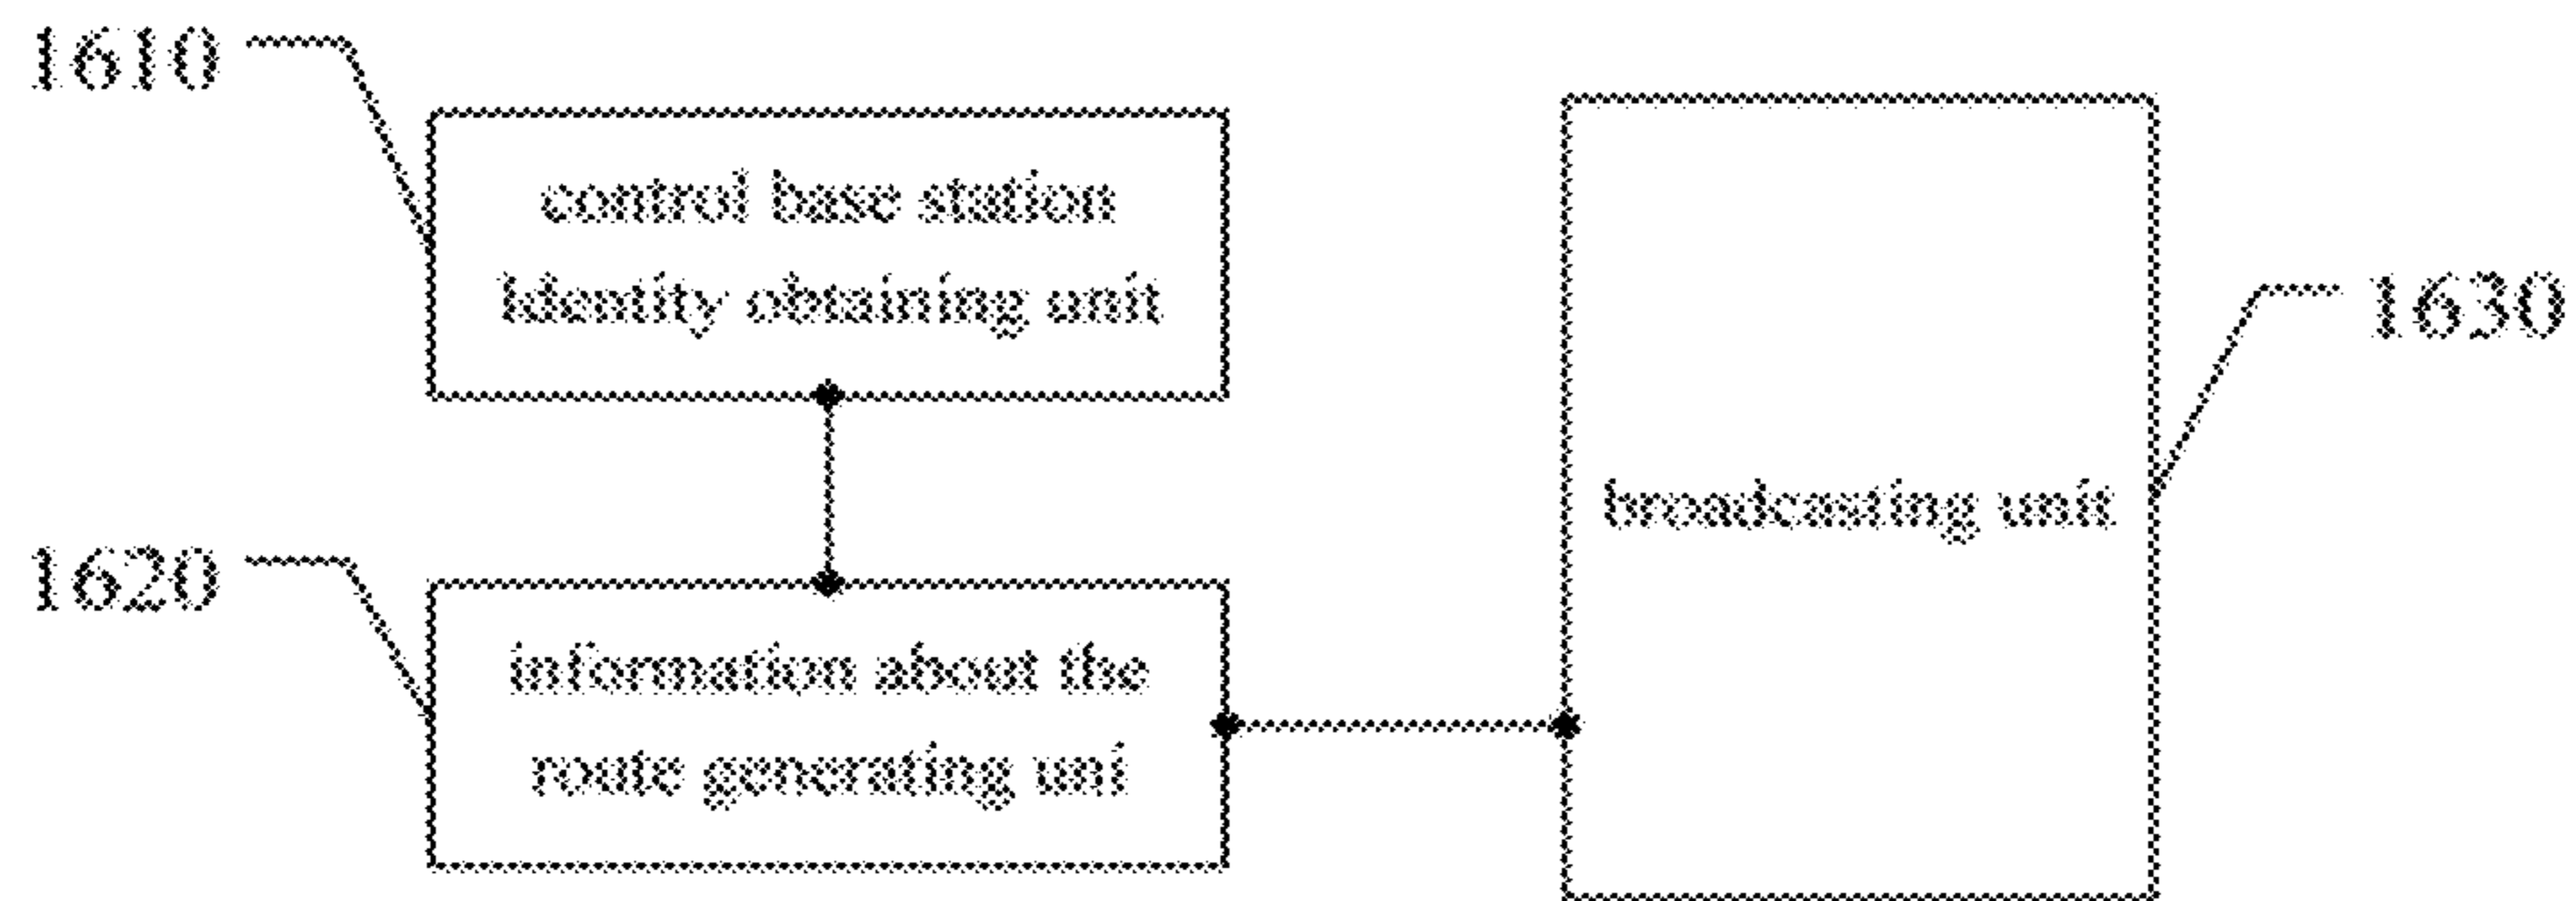 1610
control base station
identity obtaining unit
1620
information about the
route generating uni
broadcasting unit
1630